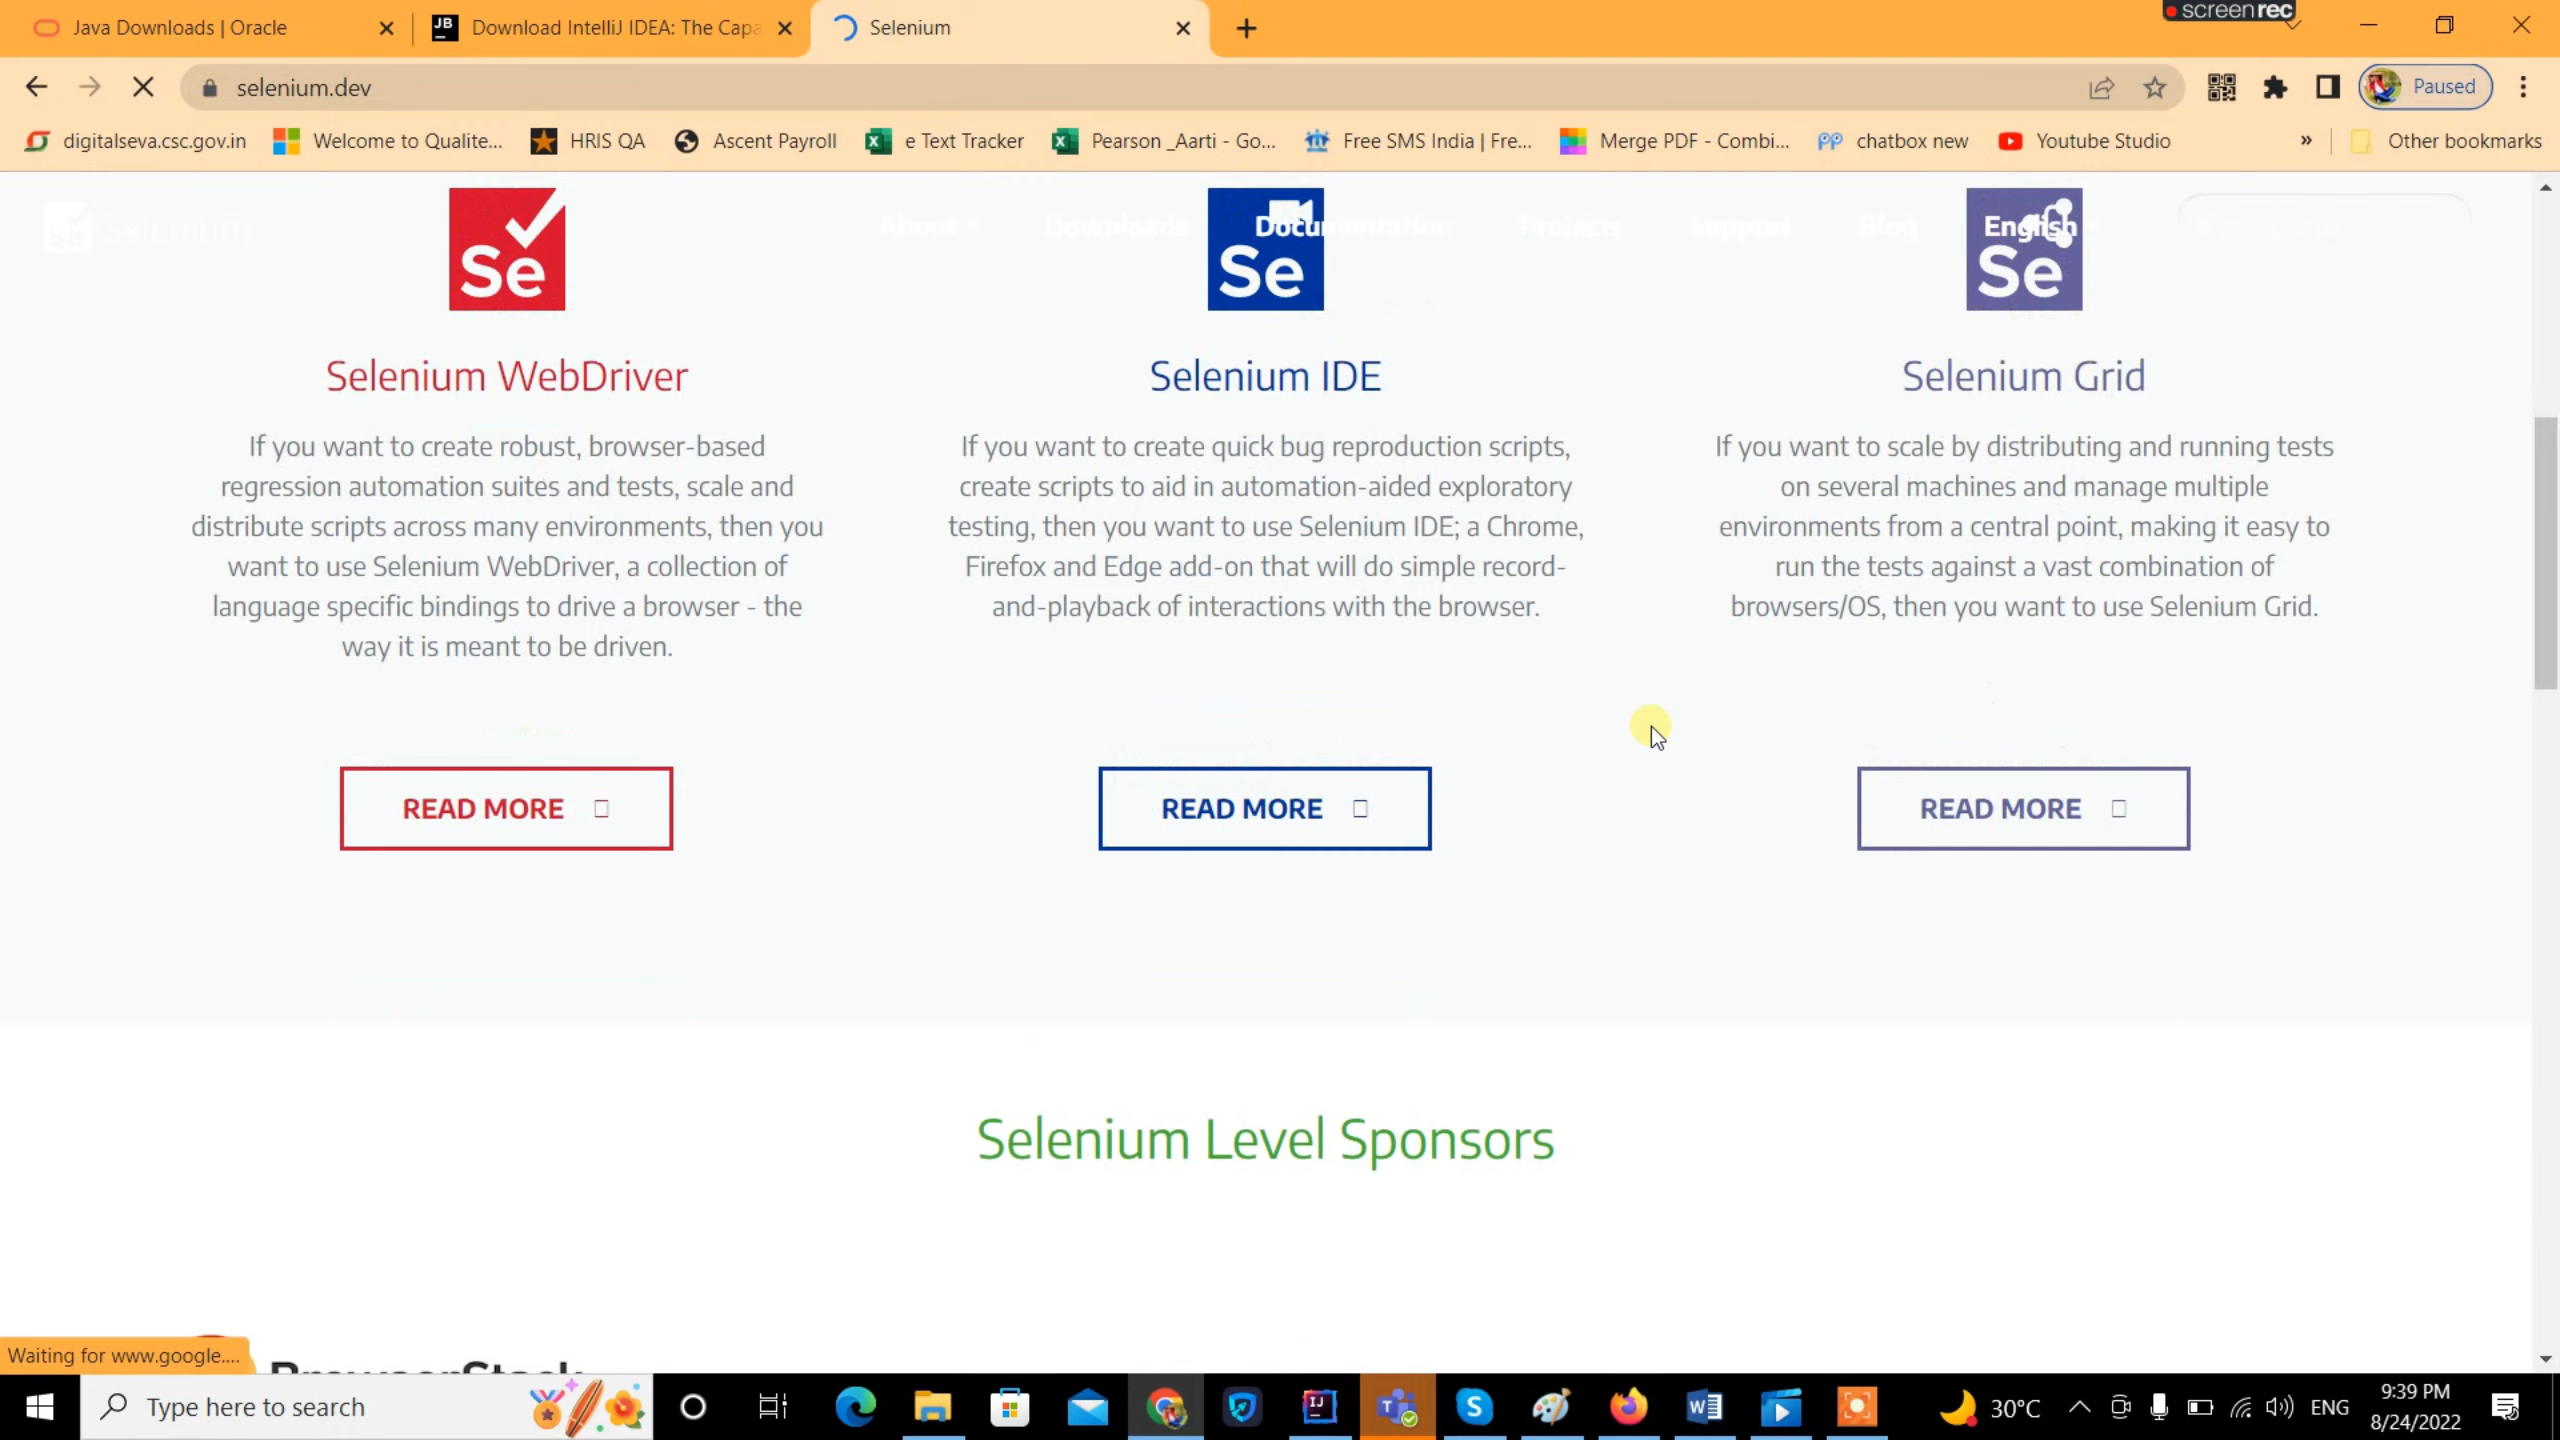 screenrec
Java Downloads | Oracle
JB
Download IntelliJ IDEA: The Capa
Selenium
selenium.dev
Paused
digitalseva.csc.gov.in
Welcome to Qualite...
HRIS QA
Ascent Payroll
e Text Tracker
Pearson _Aarti - Go...
Free SMS India | Fre...
Merge PDF - Combi...
chatbox new
Youtube Studio
»
Other bookmarks
About
Downloads
Documentation
Projects
Support
Blog
English
Se
Se
Se
Selenium WebDriver
If you want to create robust, browser-based
regression automation suites and tests, scale and
distribute scripts across many environments, then you
want to use Selenium WebDriver, a collection of
language specific bindings to drive a browser - the
way it is meant to be driven.
READ MORE
Selenium IDE
If you want to create quick bug reproduction scripts,
create scripts to aid in automation-aided exploratory
testing, then you want to use Selenium IDE; a Chrome,
Firefox and Edge add-on that will do simple record-
and-playback of interactions with the browser.
READ MORE
Selenium Grid
If you want to scale by distributing and running tests
on several machines and manage multiple
environments from a central point, making it easy to
run the tests against a vast combination of
browsers/OS, then you want to use Selenium Grid.
READ MORE
Selenium Level Sponsors
Waiting for www.google....
BrowserStack
Type here to search
30°C
ENG
9:39 PM
8/24/2022